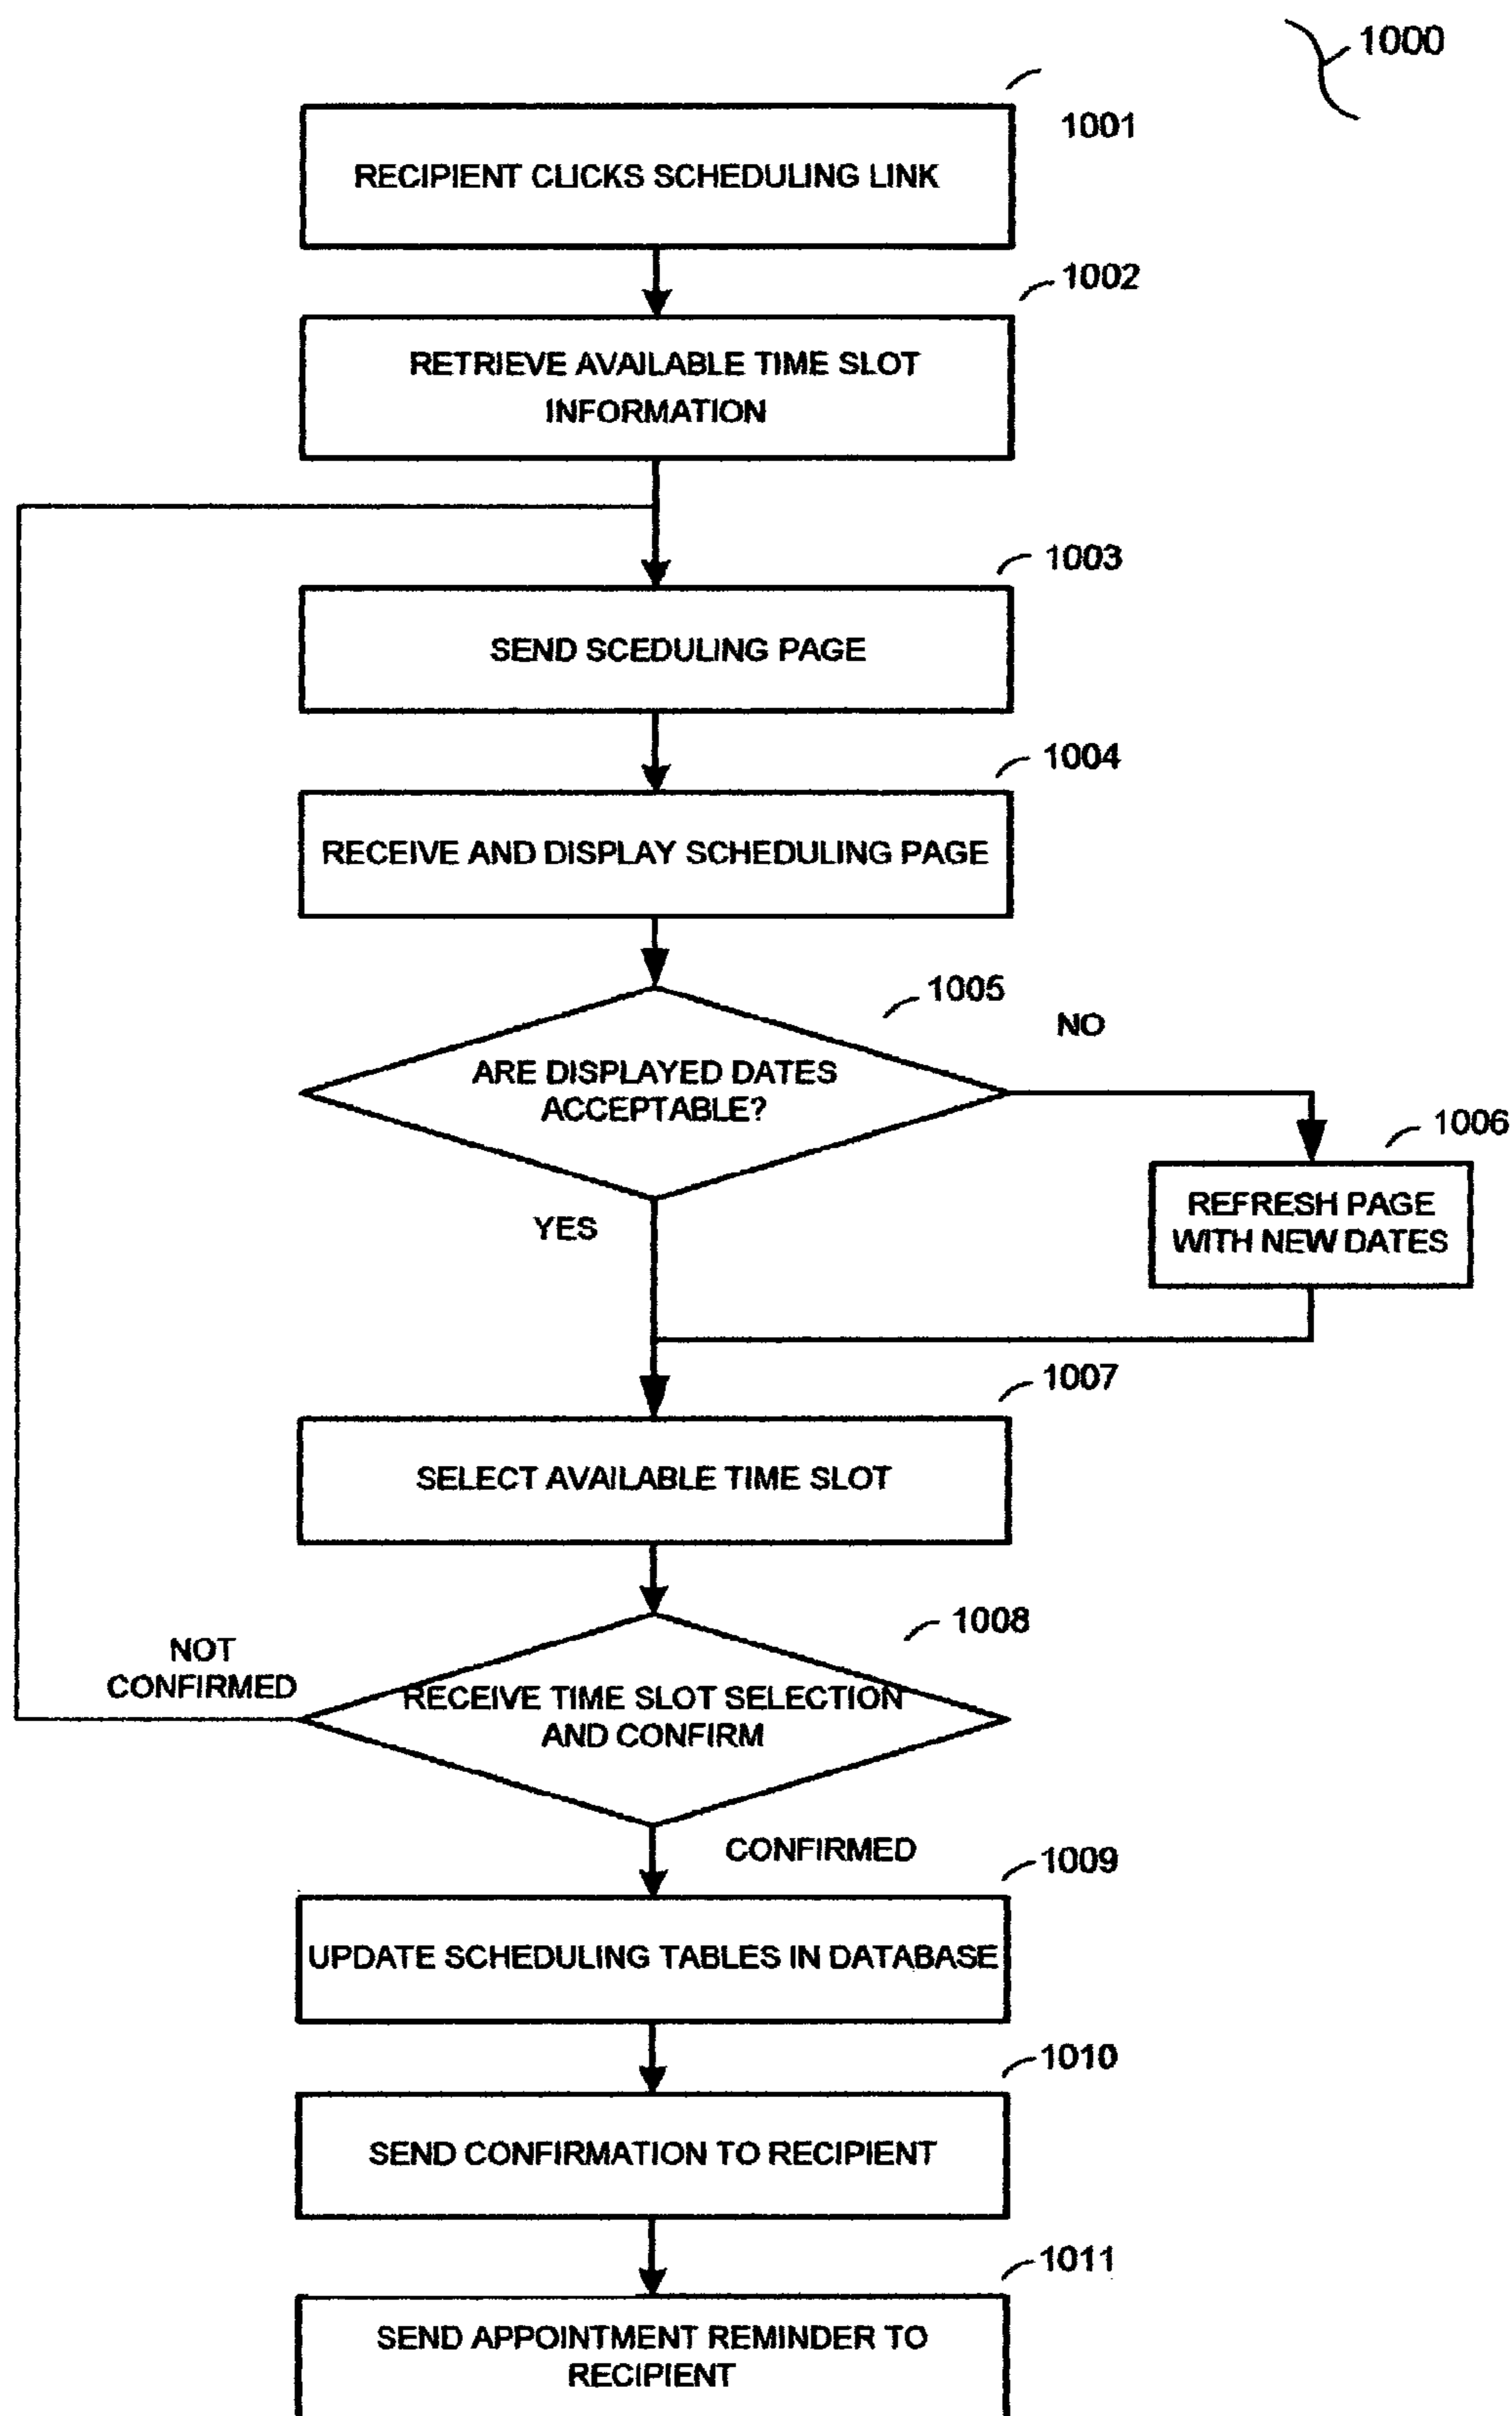 1000
1001
RECIPIENT CLICKS SCHEDULING LINK
1002
RETRIEVE AVAILABLE TIME SLOT
INFORMATION
1003
SEND SCEDULING PAGE
1004
RECEIVE AND DISPLAY SCHEDULING PAGE
1005
NO
ARE DISPLAYED DATES
ACCEPTABLE?
1006
REFRESH PAGE
WITH NEW DATES
YES
1007
SELECT AVAILABLE TIME SLOT
1008
NOT
CONFIRMED
RECEIVE TIME SLOT SELECTION
AND CONFIRM
CONFIRMED
1009
UPDATE SCHEDULING TABLES IN DATABASE
1010
SEND CONFIRMATION TO RECIPIENT
1011
SEND APPOINTMENT REMINDER TO
RECIPIENT